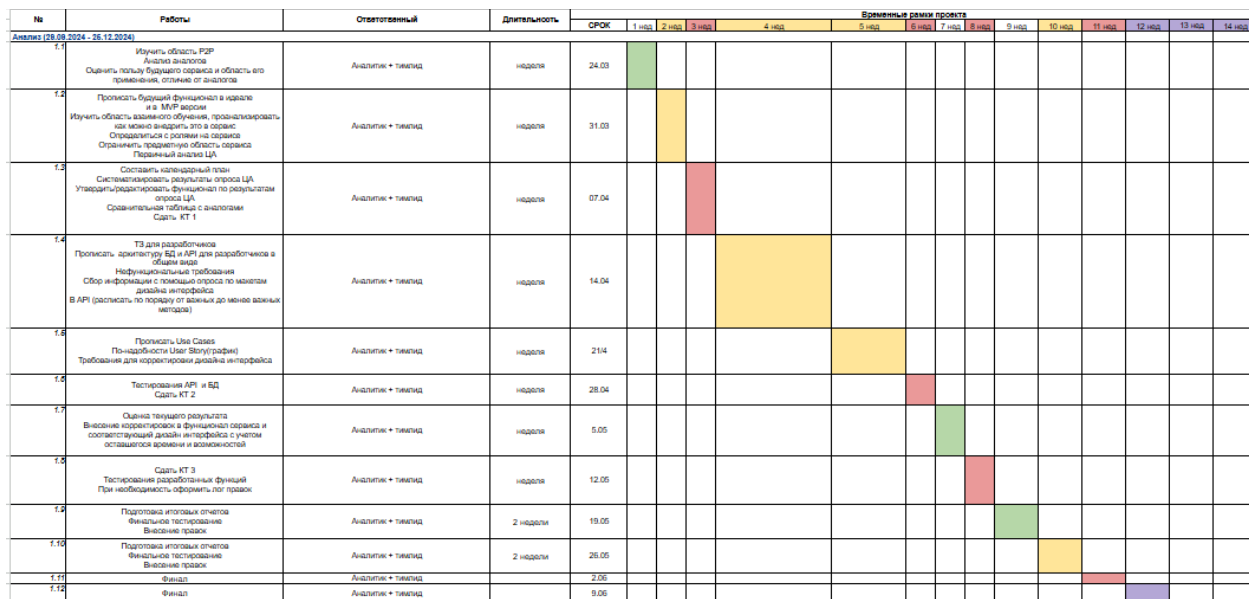 № Работы Ответственный Длительность Временные рамки проекта
СРОК 1 нед 2 нед 3 нед 4 нед 5 нед 6 нед 7 нед 8 нед 9 нед 10 нед 11 нед 12 нед 13 нед 14 нед
Анализ (28.09.2024 - 26.12.2024)
1.1
Изучить область P2P
Анализ аналогов
Оценить пользу будущего сервиса и область его
применения, отличие от аналогов
Аналитик + тимлид неделя 24.03
1.2
Прописать будущий функционал в идеале
и в MVP версии
Изучить область взаимного обучения, проанализировать
как можно внедрить это в сервис
Определиться с ролями на сервисе
Ограничить предметную область сервиса
Первичный анализ ЦА
Аналитик + тимлид неделя 31.03
1.3
Составить календарный план
Систематизировать результаты опроса ЦА
Утвердить/редактировать функционал по результатам
опроса ЦА
Сравнительная таблица с аналогами
Сдать КТ 1
Аналитик + тимлид неделя 07.04
1.4
ТЗ для разработчиков
Прописать архитектуру БД и API для разработчиков в
общем виде
Нефункциональные требования
Сбор информации с помощью опроса по макетам
дизайна интерфейса
В API (расписать по порядку от важных до менее важных
методов)
Аналитик + тимлид неделя 14.04
1.5
Прописать Use Cases
По-надобности User Story(график)
Требования для корректировки дизайна интерфейса
Аналитик + тимлид неделя 21/4
1.6
Тестирования API и БД
Сдать КТ 2
Аналитик + тимлид неделя 28.04
1.7
Оценка текущего результата
Внесение корректировок в функционал сервиса и
соответствующий дизайн интерфейса с учетом
оставшегося времени и возможностей
Аналитик + тимлид неделя 5.05
1.8
Сдать КТ 3
Тестирования разработанных функций
При необходимость оформить лог правок
Аналитик + тимлид неделя 12.05
1.9
Подготовка итоговых отчетов
Финальное тестирование
Внесение правок
Аналитик + тимлид 2 недели 19.05
1.10
Подготовка итоговых отчетов
Финальное тестирование
Внесение правок
Аналитик + тимлид 2 недели 26.05
1.11 Финал Аналитик + тимлид 2.06
1.12 Финал Аналитик + тимлид 9.06